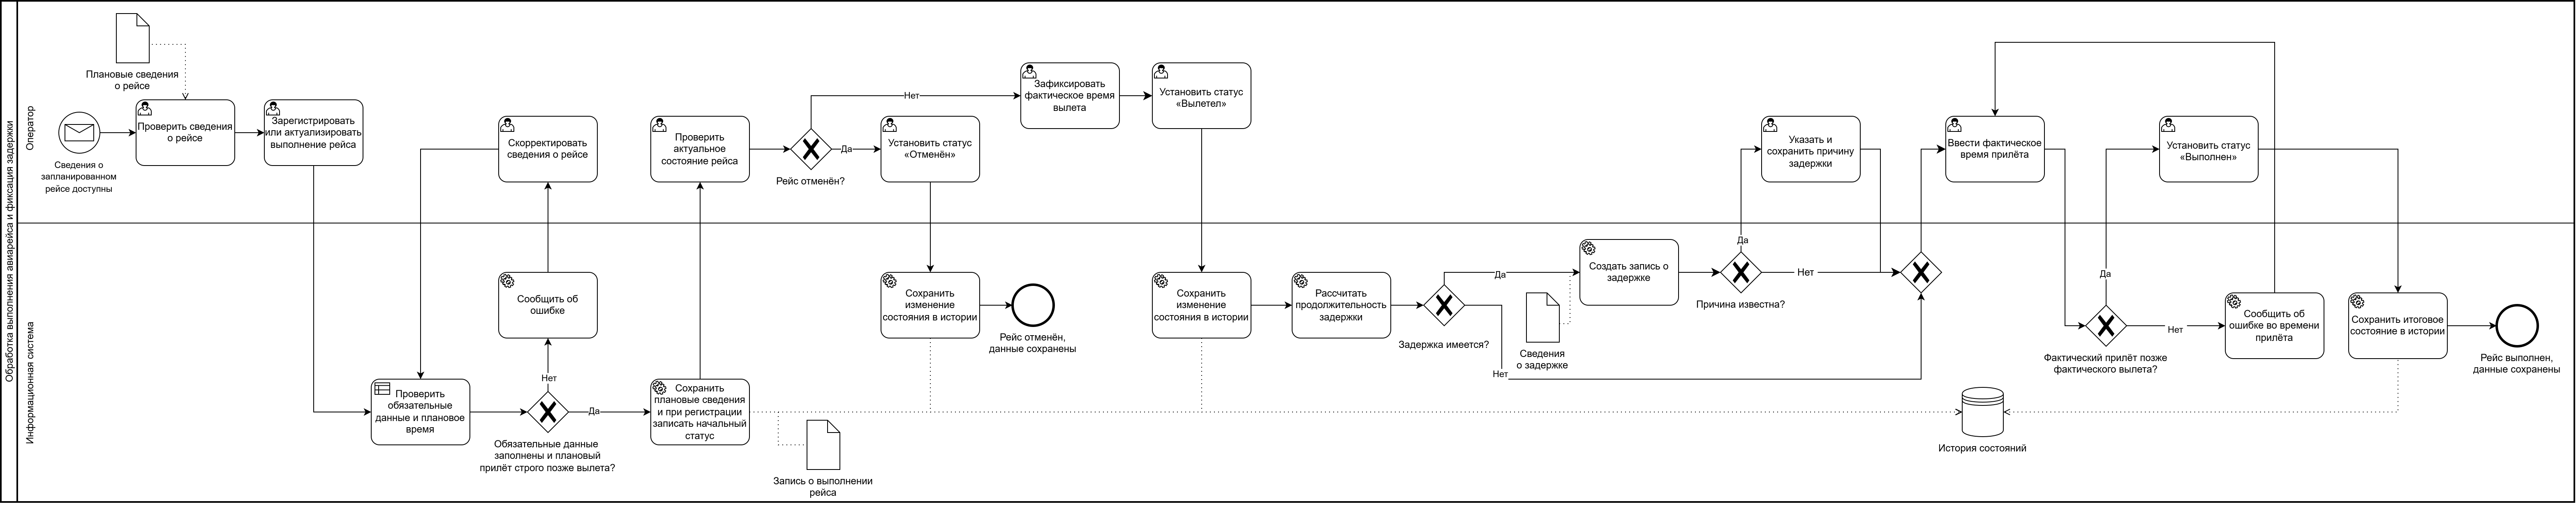 Обработка выполнения авиарейса и фиксация задержки
Оператор
Плановые сведения
о рейсе
Сведения о
запланированном
рейсе доступны
Проверить сведения
о рейсе
Зарегистрировать
или актуализировать
выполнение рейса
Скорректировать
сведения о рейсе
Проверить
актуальное
состояние рейса
Рейс отменён?
Нет
Да
Установить статус
«Отменён»
Зафиксировать
фактическое время
вылета
Установить статус
«Вылетел»
Указать и
сохранить причину
задержки
Ввести фактическое
время прилёта
Установить статус
«Выполнен»
Информационная система
Проверить
обязательные
данные и плановое
время
Сообщить об
ошибке
Нет
Да
Обязательные данные
заполнены и плановый
прилёт строго позже вылета?
Сохранить
плановые сведения
и при регистрации
записать начальный
статус
Запись о выполнении
рейса
Сохранить
изменение
состояния в истории
Рейс отменён,
данные сохранены
Сохранить
изменение
состояния в истории
Рассчитать
продолжительность
задержки
Задержка имеется?
Да
Нет
Сведения
о задержке
Создать запись о
задержке
Причина известна?
Да
Нет
Фактический прилёт позже
фактического вылета?
Да
Нет
Сообщить об
ошибке во времени
прилёта
Сохранить итоговое
состояние в истории
Рейс выполнен,
данные сохранены
История состояний